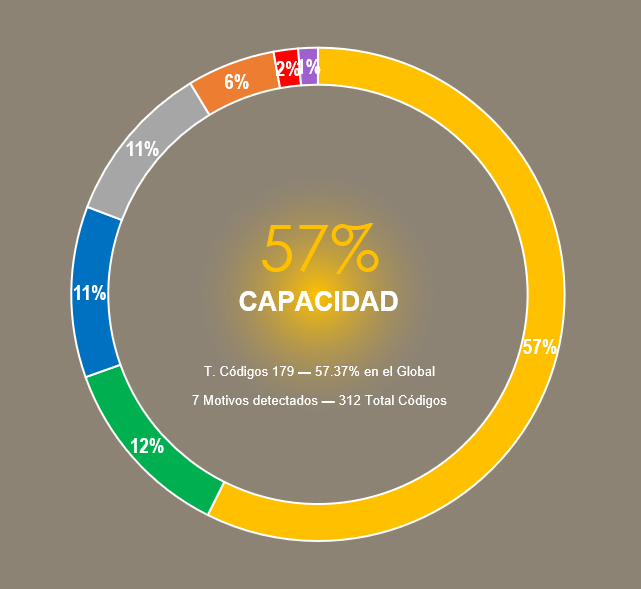 2%
1%
6%
11%
57%
CAPACIDAD
11%
57%
T. Códigos 179 — 57.37% en el Global
7 Motivos detectados — 312 Total Códigos
12%